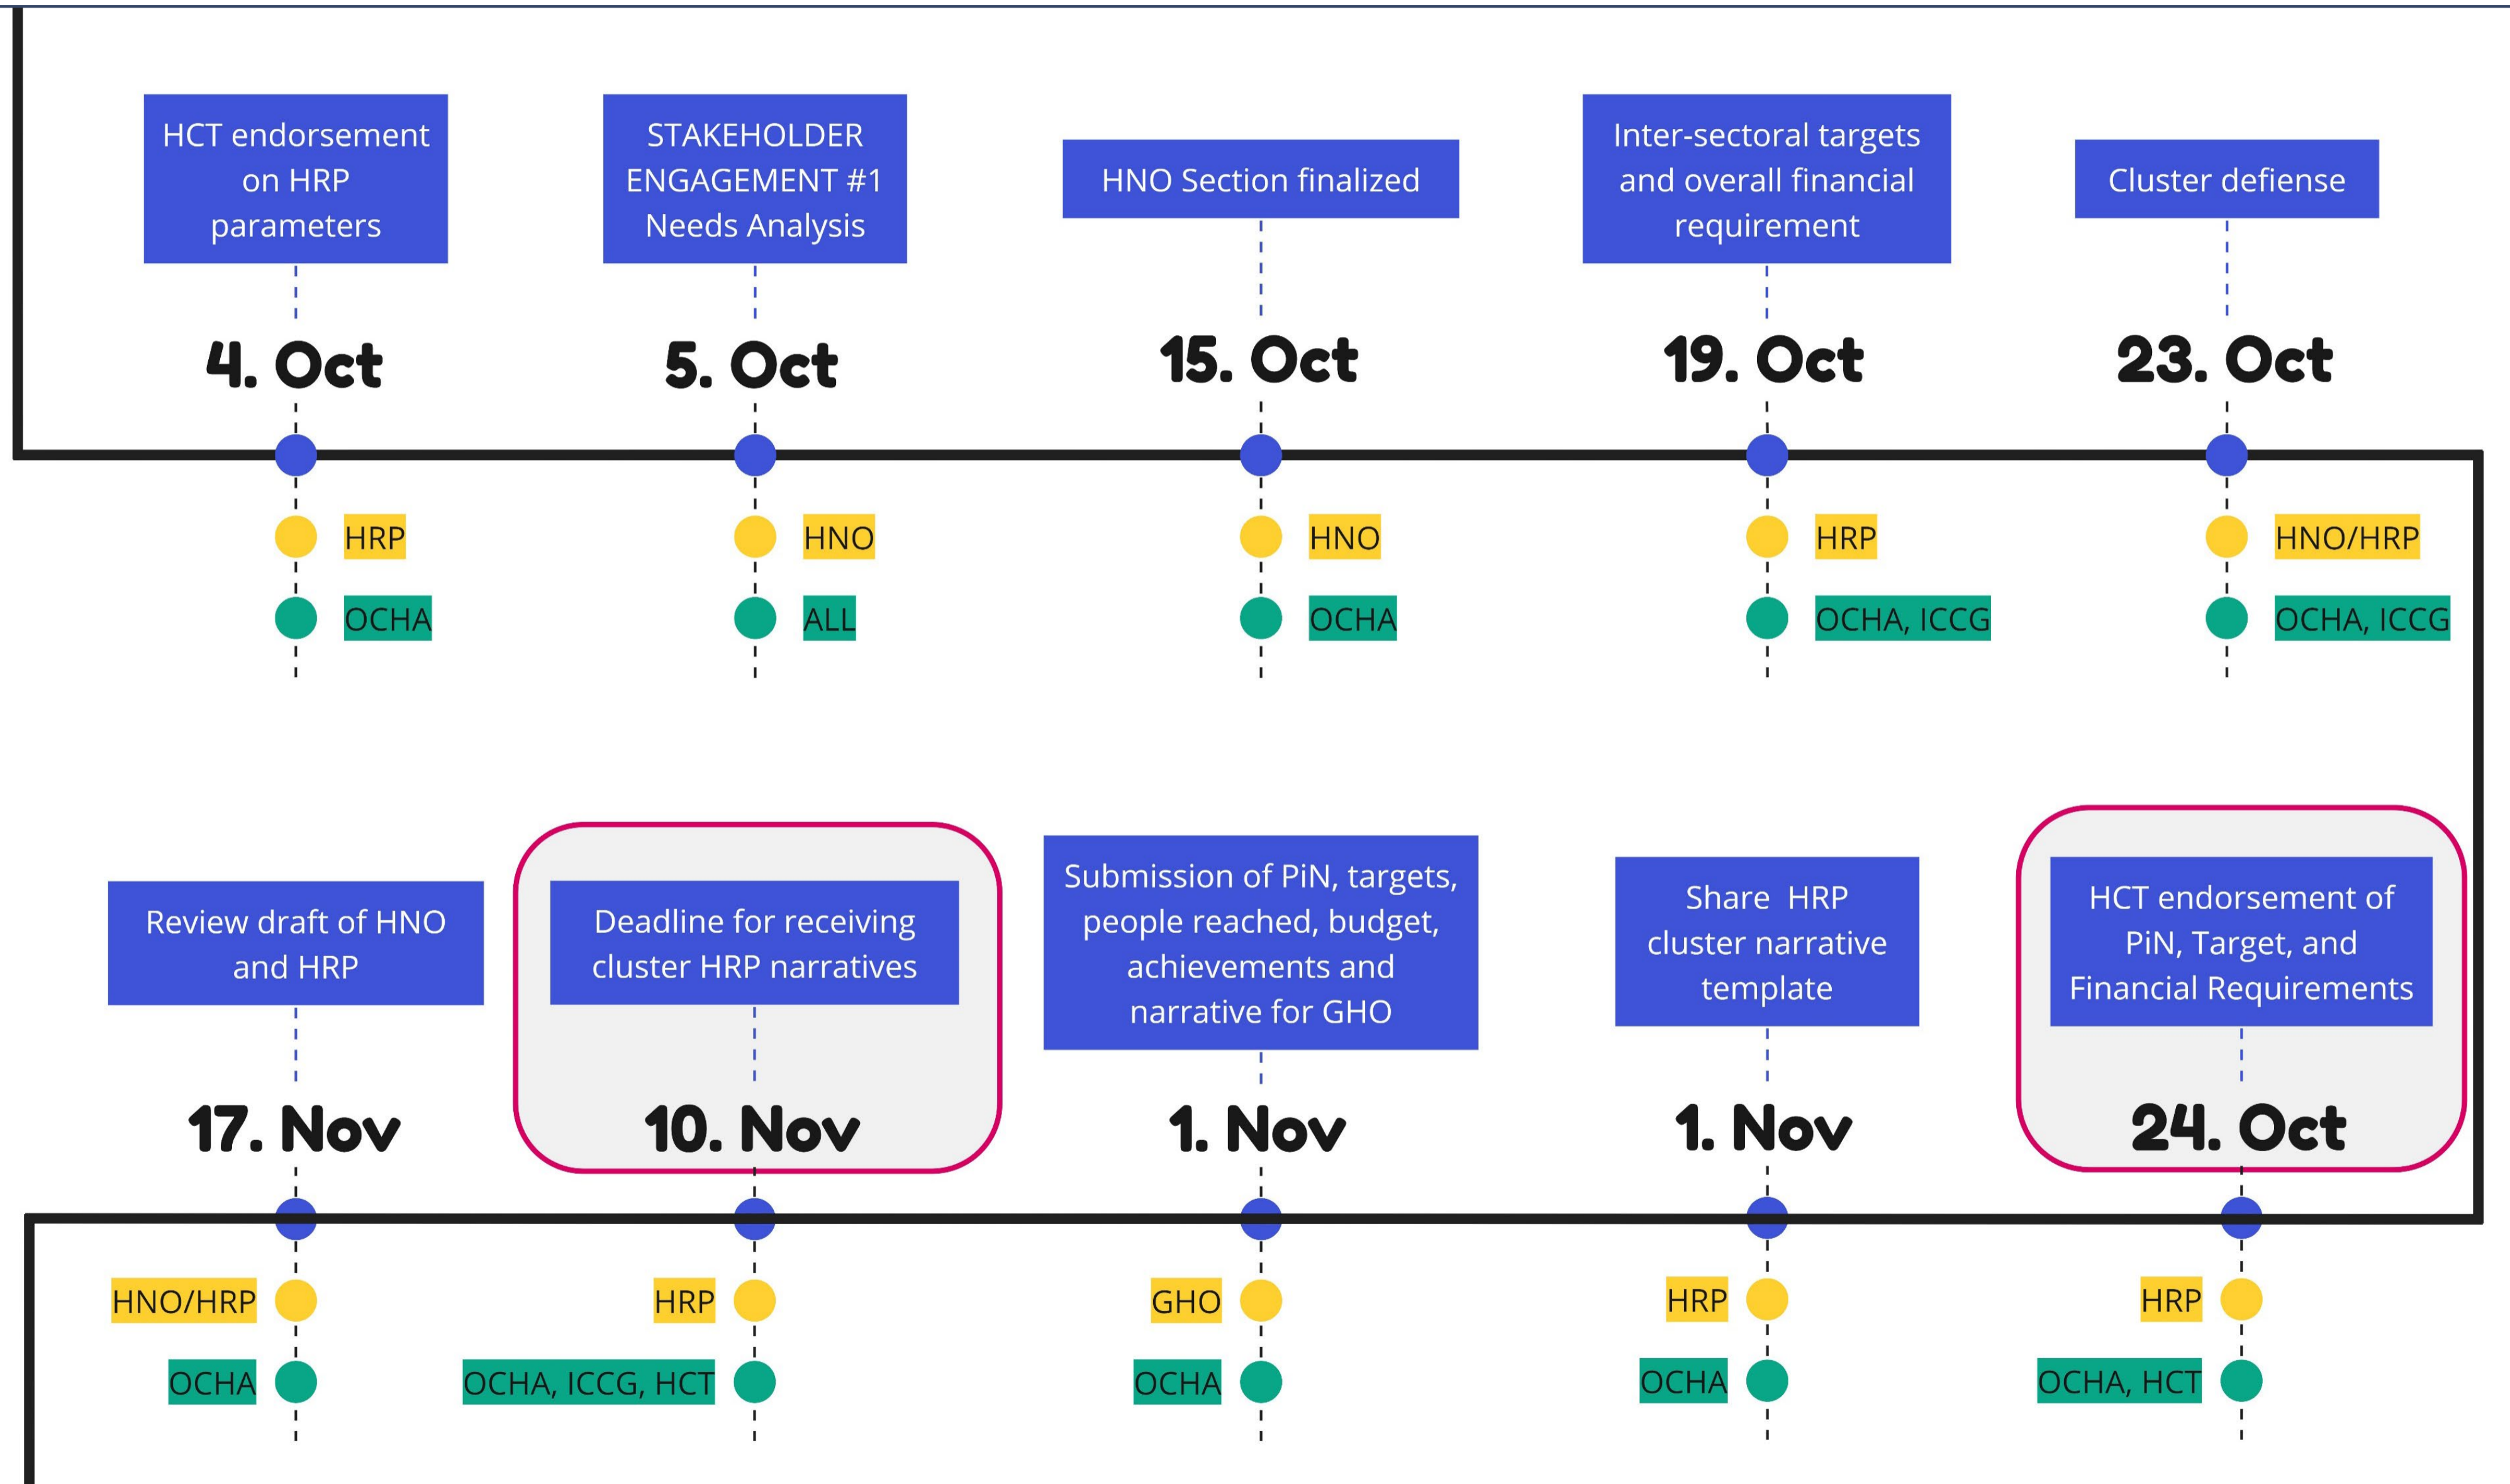 HCT endorsement
on HRP
parameters
4. Oct
HRP
OCHA
STAKEHOLDER
ENGAGEMENT #1
Needs Analysis
5. Oct
HNO
ALL
HNO Section finalized
15. Oct
HNO
OCHA
Inter-sectoral targets
and overall financial
requirement
19. Oct
HRP
OCHA, ICCG
Cluster defiense
23. Oct
HNO/HRP
OCHA, ICCG
Review draft of HNO
and HRP
17. Nov
HNO/HRP
OCHA
Deadline for receiving
cluster HRP narratives
10. Nov
HRP
OCHA, ICCG, HCT
Submission of PiN, targets,
people reached, budget,
achievements and
narrative for GHO
1. Nov
GHO
OCHA
Share HRP
cluster narrative
template
1. Nov
HRP
OCHA
HCT endorsement of
PiN, Target, and
Financial Requirements
24. Oct
HRP
OCHA, HCT